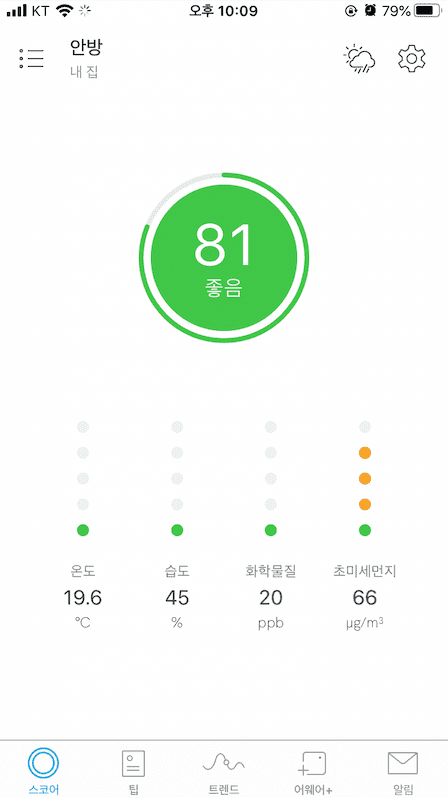 KT 오후 10:09 79%
안방
내 집
81
좋음
온도 습도 화학물질 초미세먼지
19.6 45 20 66
°C % ppb μg/m³
스코어 팁 트렌드 어웨어+ 알림